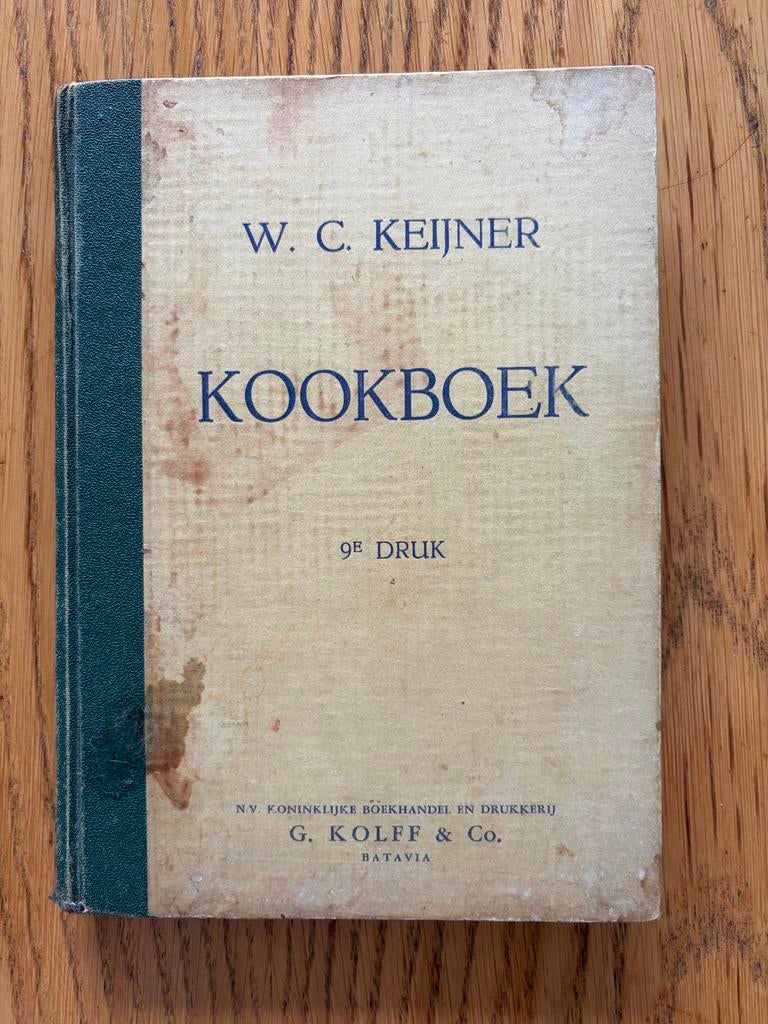 W. C. KEIJNER
KOOKBOEK
9E DRUK
N.V. KONINKLIJKE BOEKHANDEL EN DRUKKERIJ
G. KOLFF & Co.
BATAVIA